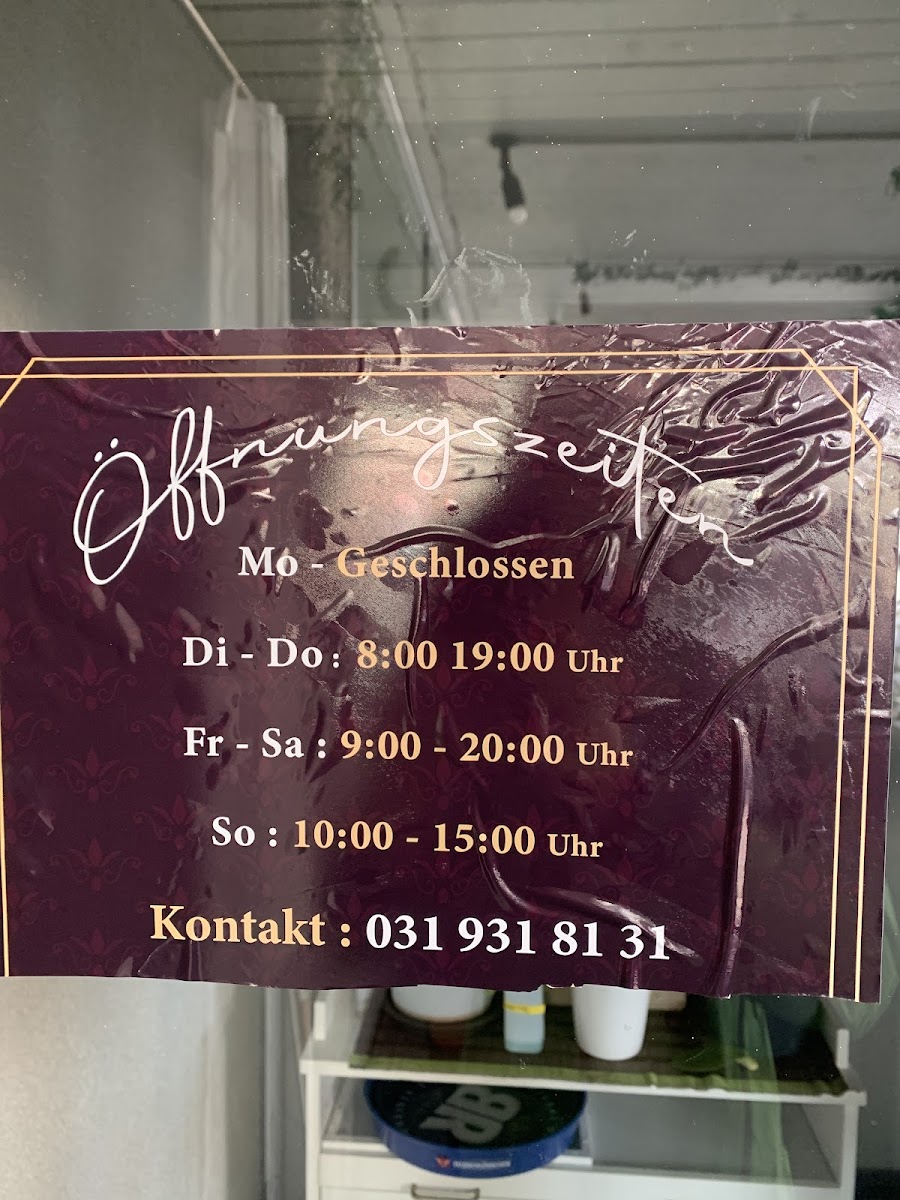 Öffnungszeiten
Mo - Geschlossen
Di - Do : 8:00 19:00 Uhr
Fr - Sa : 9:00 - 20:00 Uhr
So : 10:00 - 15:00 Uhr
Kontakt : 031 931 81 31